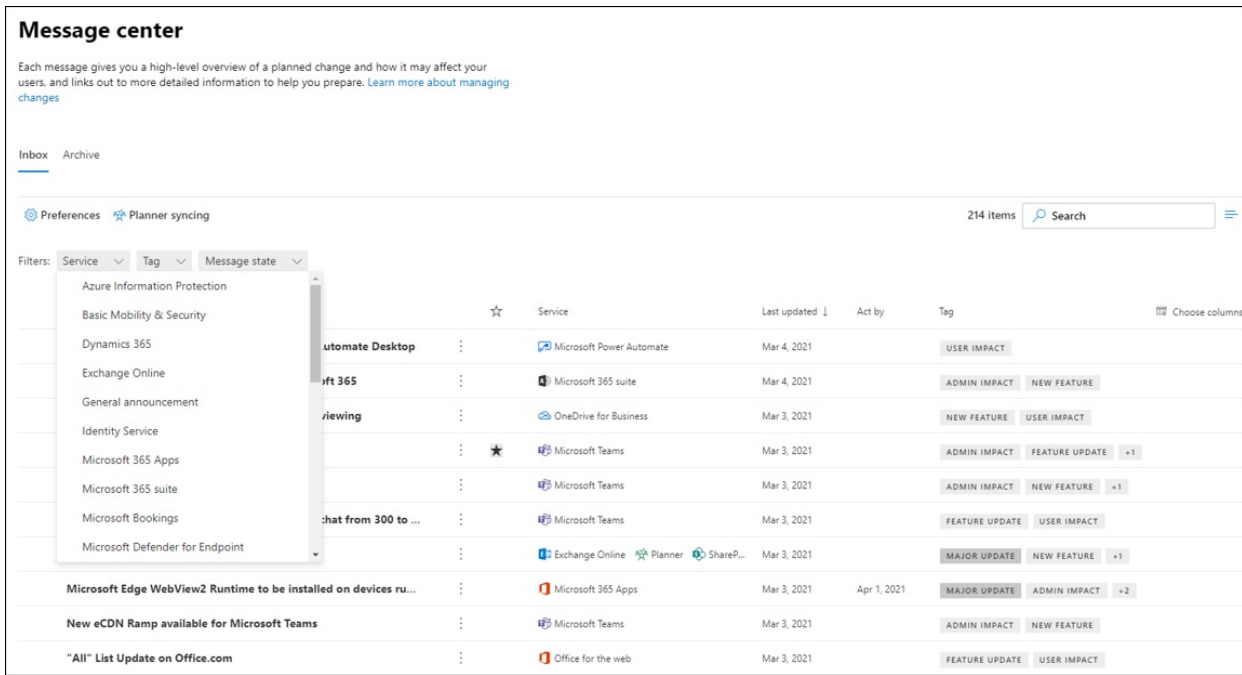 Message center
Each message gives you a high-level overview of a planned change and how it may affect your
users, and links out to more detailed information to help you prepare. Learn more about managing
changes
Inbox Archive
Preferences Planner syncing 214 items Search
Filters: Service Tag Message state
Azure Information Protection
Basic Mobility & Security
Dynamics 365
Exchange Online
General announcement
Identity Service
Microsoft 365 Apps
Microsoft 365 suite
Microsoft Bookings
Microsoft Defender for Endpoint
Service Last updated ↓ Act by Tag Choose columns
utomate Desktop Microsoft Power Automate Mar 4, 2021 USER IMPACT
oft 365 Microsoft 365 suite Mar 4, 2021 ADMIN IMPACT NEW FEATURE
viewing OneDrive for Business Mar 3, 2021 NEW FEATURE USER IMPACT
Microsoft Teams Mar 3, 2021 ADMIN IMPACT FEATURE UPDATE +1
Microsoft Teams Mar 3, 2021 ADMIN IMPACT NEW FEATURE +1
chat from 300 to ... Microsoft Teams Mar 3, 2021 FEATURE UPDATE USER IMPACT
Exchange Online Planner ShareP... Mar 3, 2021 MAJOR UPDATE NEW FEATURE +1
Microsoft Edge WebView2 Runtime to be installed on devices ru... Microsoft 365 Apps Mar 3, 2021 Apr 1, 2021 MAJOR UPDATE ADMIN IMPACT +2
New eCDN Ramp available for Microsoft Teams Microsoft Teams Mar 3, 2021 ADMIN IMPACT NEW FEATURE
"All" List Update on Office.com Office for the web Mar 3, 2021 FEATURE UPDATE USER IMPACT